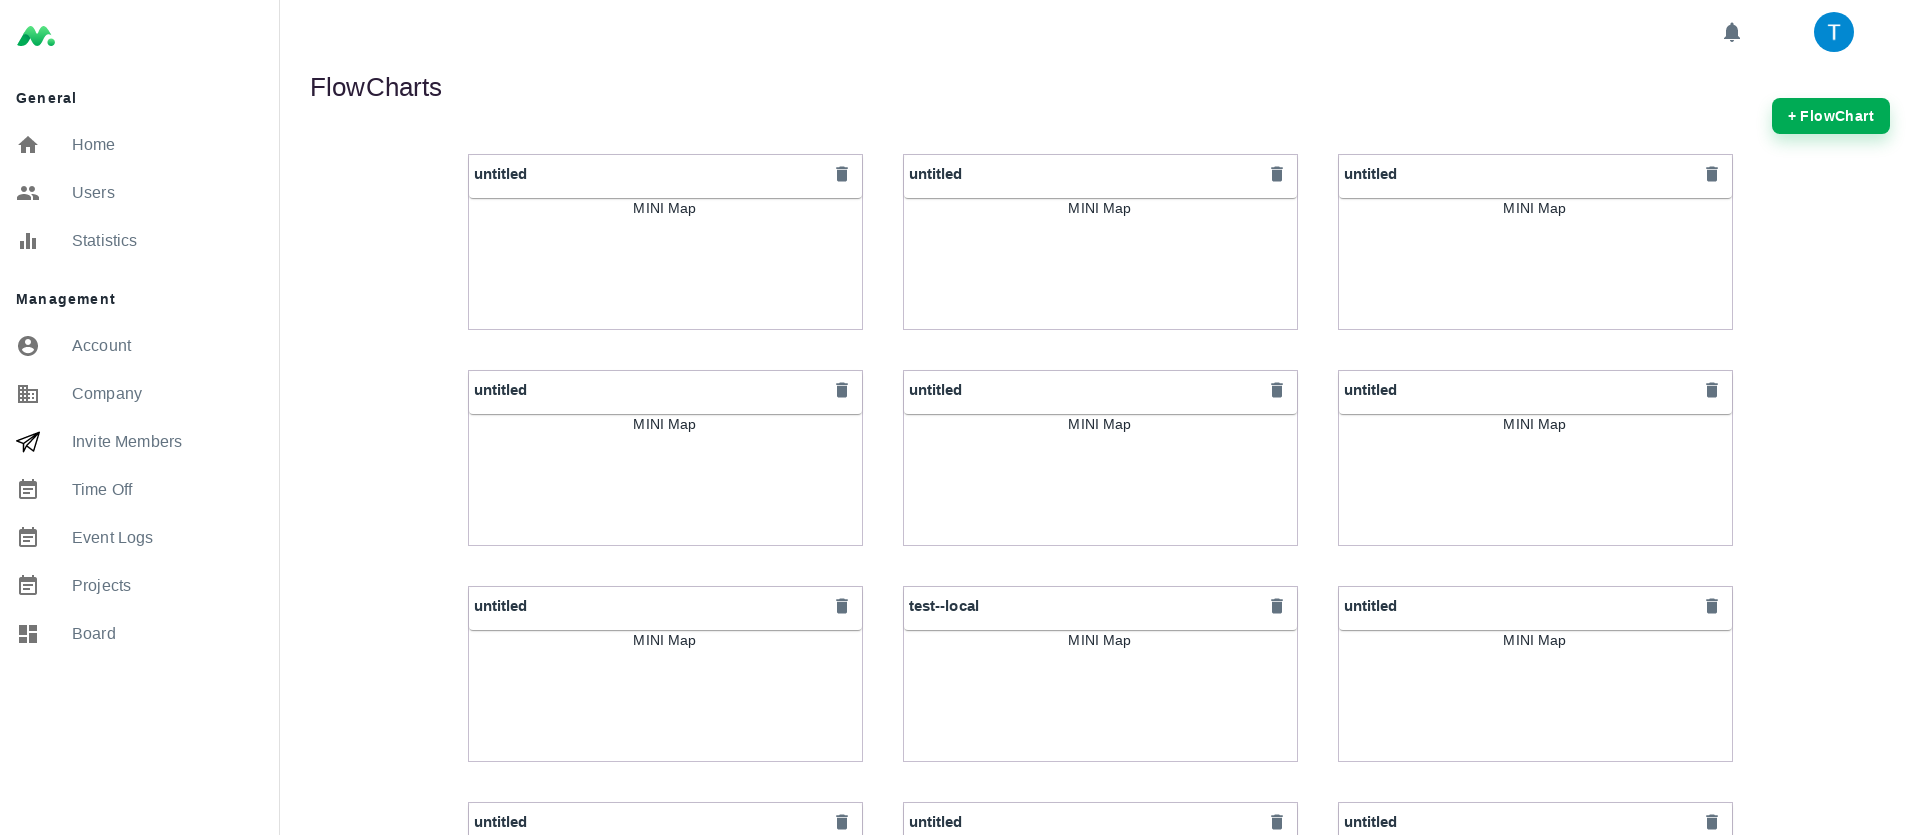 T
FlowCharts
+ FlowChart
General
Home
Users
Statistics
Management
Account
Company
Invite Members
Time Off
Event Logs
Projects
Board
untitled
MINI Map
untitled
MINI Map
untitled
MINI Map
untitled
MINI Map
untitled
MINI Map
untitled
MINI Map
untitled
MINI Map
test--local
MINI Map
untitled
MINI Map
untitled
untitled
untitled